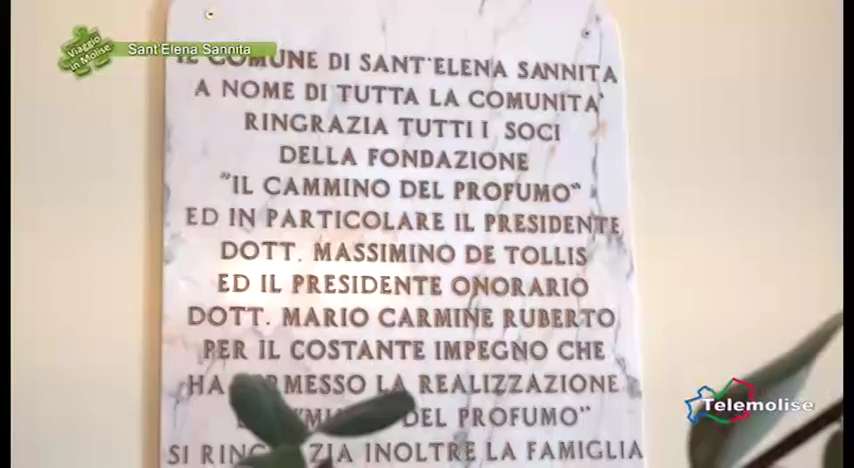 Viaggio
in Molise
Sant'Elena Sannita
IL COMUNE DI SANT'ELENA SANNITA
A NOME DI TUTTA LA COMUNITA'
RINGRAZIA TUTTI I SOCI
DELLA FONDAZIONE
"IL CAMMINO DEL PROFUMO"
ED IN PARTICOLARE IL PRESIDENTE
DOTT. MASSIMINO DE TOLLIS
ED IL PRESIDENTE ONORARIO
DOTT. MARIO CARMINE RUBERTO
PER IL COSTANTE IMPEGNO CHE
HA PERMESSO LA REALIZZAZIONE
DEL PROFUMO"
SI RINGRAZIA INOLTRE LA FAMIGLIA
Telemolise